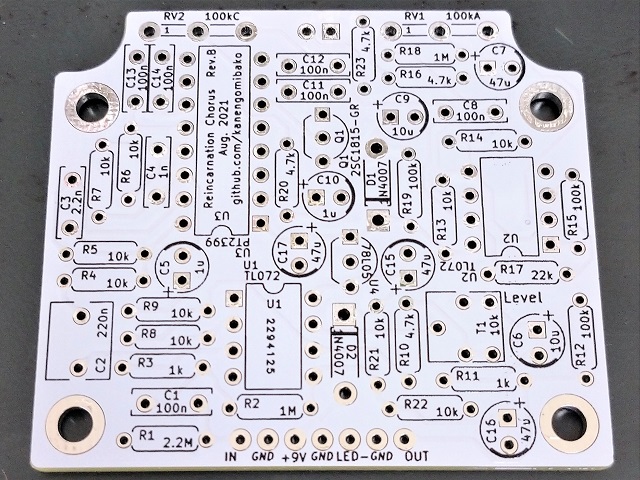 RV2 100kC
1
RV1 100kA
1
C13
100n
C14
100n
Reincarnation Chorus Rev.B
Aug, 2021
github.com/kanengomibako
U3
PT2399
U3
C12
100n
C11
100n
R23
4.7k
R18 1M
R16 4.7k
C7
47u
+
C9
10u
+
C8
100n
R14 10k
Q1
Q1
2SC1815-GR
D1
1N4007
R20
4.7k
C10
1u
+
R19
100k
R13
10k
U2
TL072
U2
R15
100k
C3
2.2n
R7
10k
R6
10k
C4
1n
R5 10k
R4 10k
C5
1u
+
C17
47u
+
78L05
U4
C15
47u
+
R17 22k
U1
TL072
U1
2294125
220n
C2
R9 10k
R8 10k
R3 1k
C1
100n
R2 1M
R1 2.2M
D2
1N4007
R21
10k
R10
4.7k
Level
T1
10k
C6
10u
+
R12
100k
R11 1k
R22 10k
C16
47u
+
IN GND +9V GND LED- GND OUT